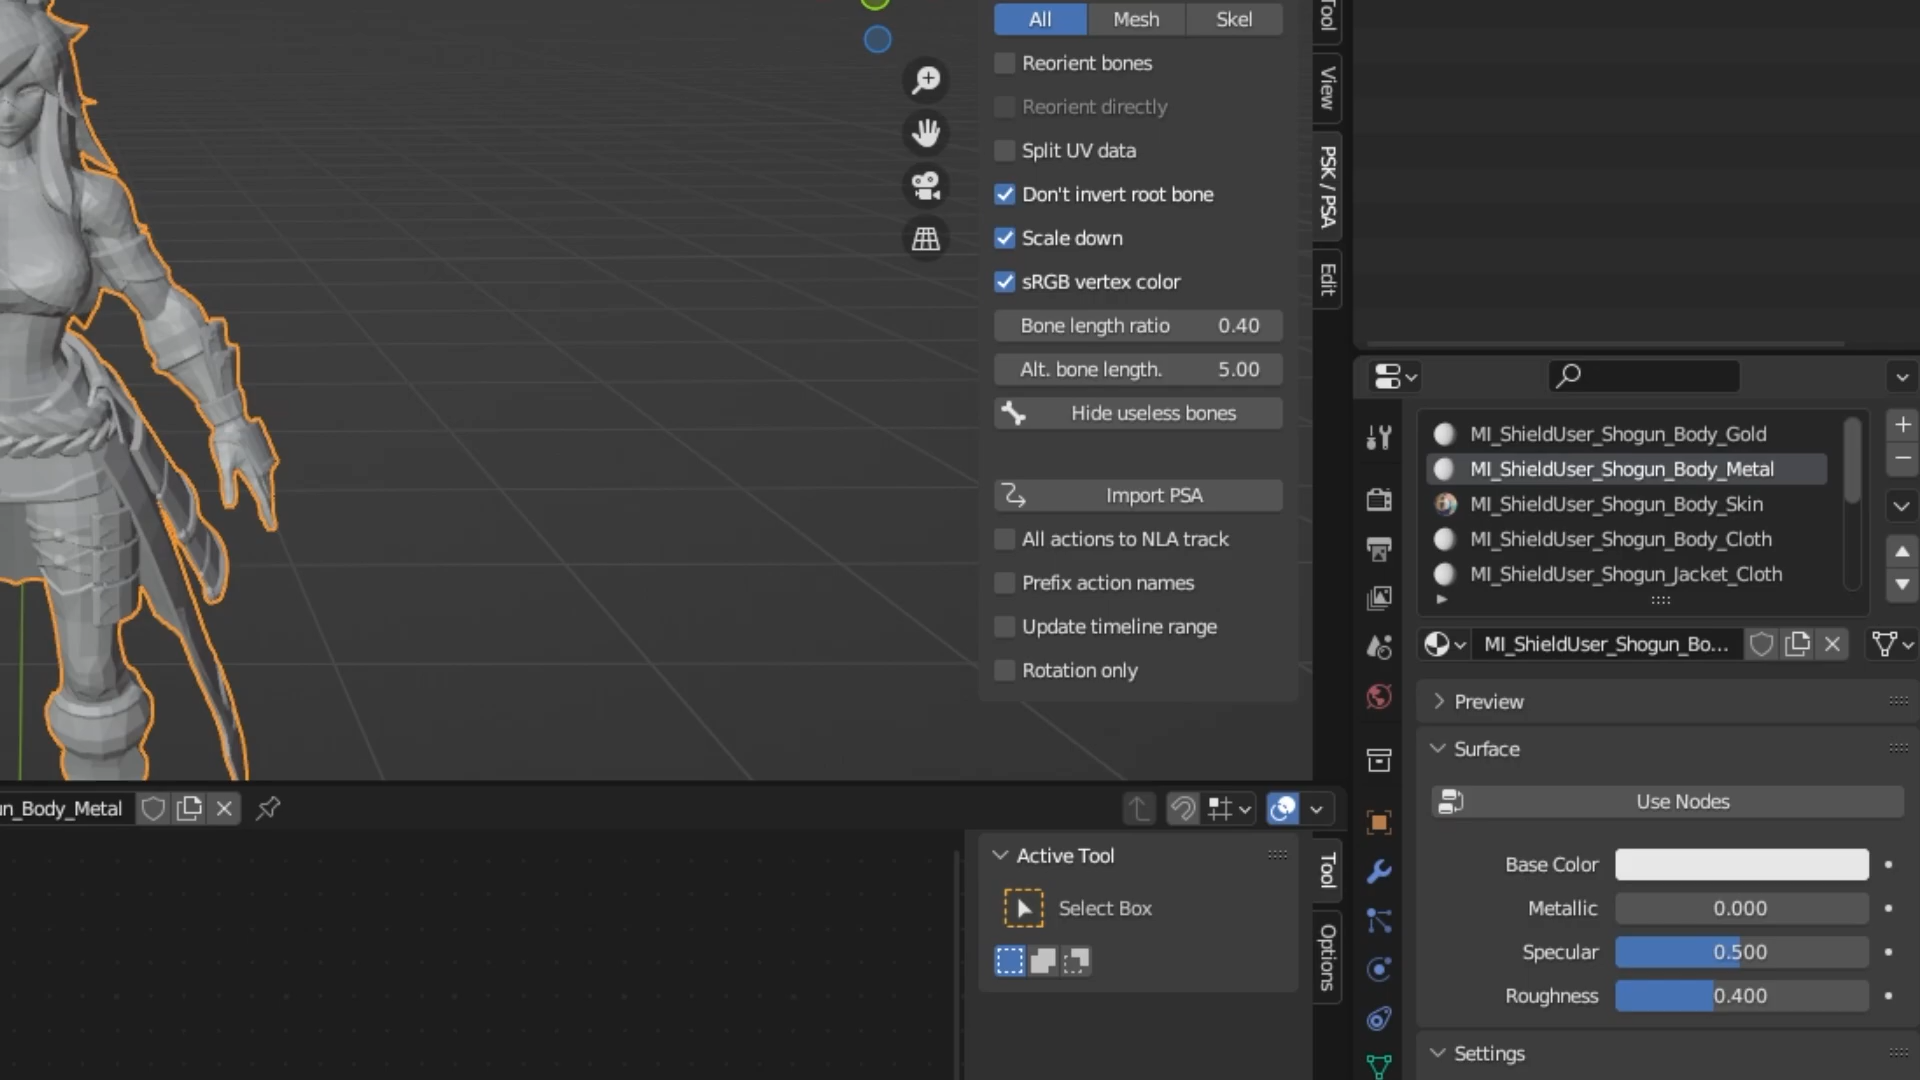 All
Mesh
Skel
Reorient bones
Reorient directly
Split UV data
Don't invert root bone
Scale down
sRGB vertex color
Bone length ratio 0.40
Alt. bone length. 5.00
Hide useless bones
Import PSA
All actions to NLA track
Prefix action names
Update timeline range
Rotation only
Tool
View
PSK / PSA
Edit
MI_ShieldUser_Shogun_Body_Gold
MI_ShieldUser_Shogun_Body_Metal
MI_ShieldUser_Shogun_Body_Skin
MI_ShieldUser_Shogun_Body_Cloth
MI_ShieldUser_Shogun_Jacket_Cloth
MI_ShieldUser_Shogun_Bo...
Preview
Surface
Use Nodes
Base Color
Metallic 0.000
Specular 0.500
Roughness 0.400
Settings
un_Body_Metal
Active Tool
Select Box
Tool
Options